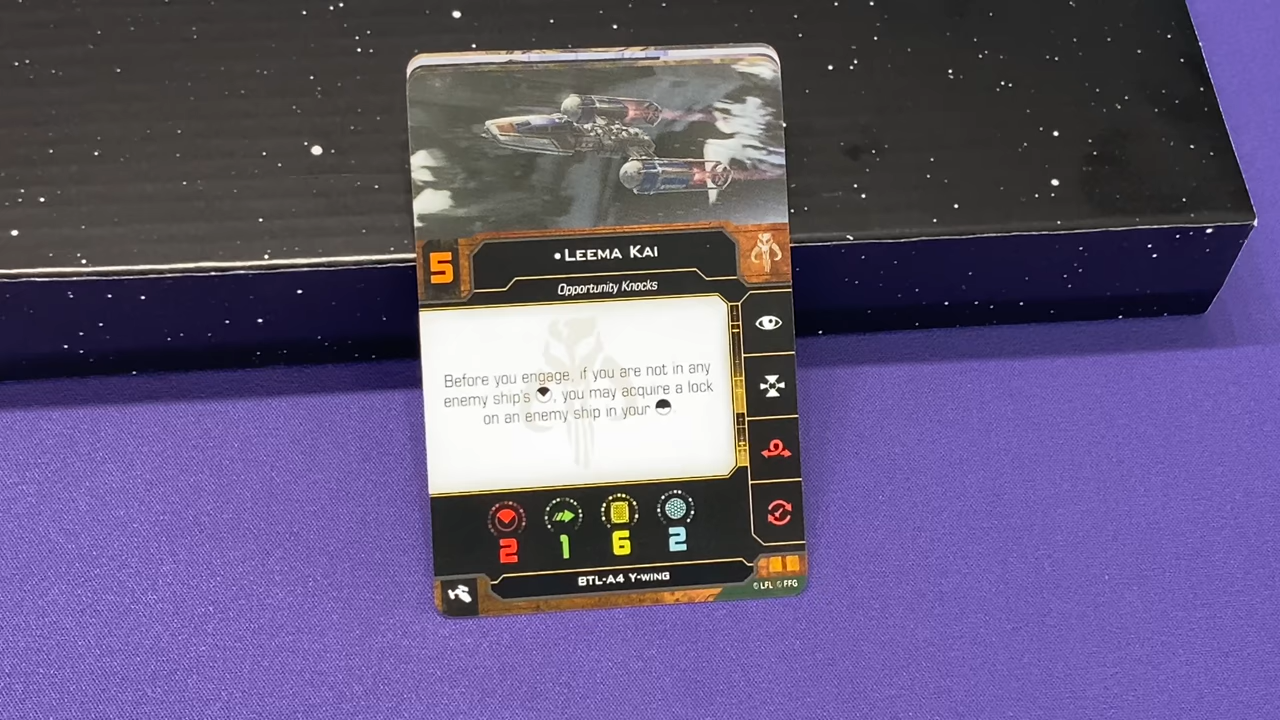 5
•Leema Kai
Opportunity Knocks
Before you engage, if you are not in any
enemy ship's , you may acquire a lock
on an enemy ship in your .
2 1 6 2
BTL-A4 Y-wing
© LFL © FFG